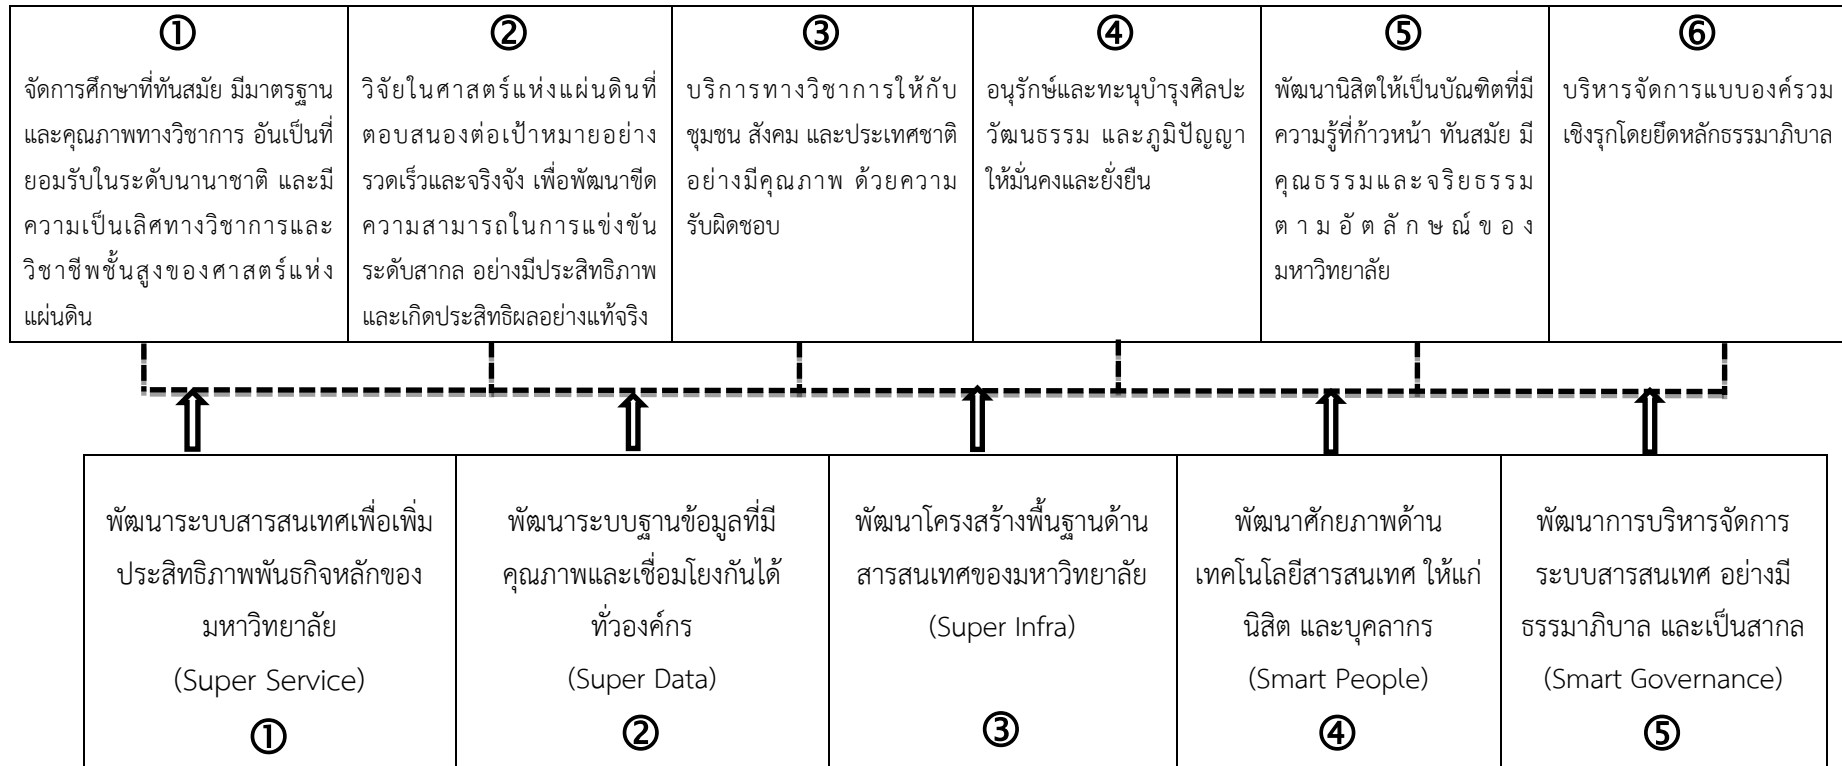 ①
จัดการศึกษาที่ทันสมัย มีมาตรฐาน
และคุณภาพทางวิชาการ อันเป็นที่
ยอมรับในระดับนานาชาติ และมี
ความเป็นเลิศทางวิชาการและ
วิชาชีพชั้นสูงของศาสตร์แห่ง
แผ่นดิน
②
วิจัยในศาสตร์แห่งแผ่นดินที่
ตอบสนองต่อเป้าหมายอย่าง
รวดเร็วและจริงจัง เพื่อพัฒนาขีด
ความสามารถในการแข่งขัน
ระดับสากล อย่างมีประสิทธิภาพ
และเกิดประสิทธิผลอย่างแท้จริง
③
บริการทางวิชาการให้กับ
ชุมชน สังคม และประเทศชาติ
อย่างมีคุณภาพ ด้วยความ
รับผิดชอบ
④
อนุรักษ์และทะนุบำรุงศิลปะ
วัฒนธรรม และภูมิปัญญา
ให้มั่นคงและยั่งยืน
⑤
พัฒนานิสิตให้เป็นบัณฑิตที่มี
ความรู้ที่ก้าวหน้า ทันสมัย มี
คุณธรรมและจริยธรรม
ตามอัตลักษณ์ของ
มหาวิทยาลัย
⑥
บริหารจัดการแบบองค์รวม
เชิงรุกโดยยึดหลักธรรมาภิบาล
พัฒนาระบบสารสนเทศเพื่อเพิ่ม
ประสิทธิภาพพันธกิจหลักของ
มหาวิทยาลัย
(Super Service)
①
พัฒนาระบบฐานข้อมูลที่มี
คุณภาพและเชื่อมโยงกันได้
ทั่วองค์กร
(Super Data)
②
พัฒนาโครงสร้างพื้นฐานด้าน
สารสนเทศของมหาวิทยาลัย
(Super Infra)
③
พัฒนาศักยภาพด้าน
เทคโนโลยีสารสนเทศ ให้แก่
นิสิต และบุคลากร
(Smart People)
④
พัฒนาการบริหารจัดการ
ระบบสารสนเทศ อย่างมี
ธรรมาภิบาล และเป็นสากล
(Smart Governance)
⑤